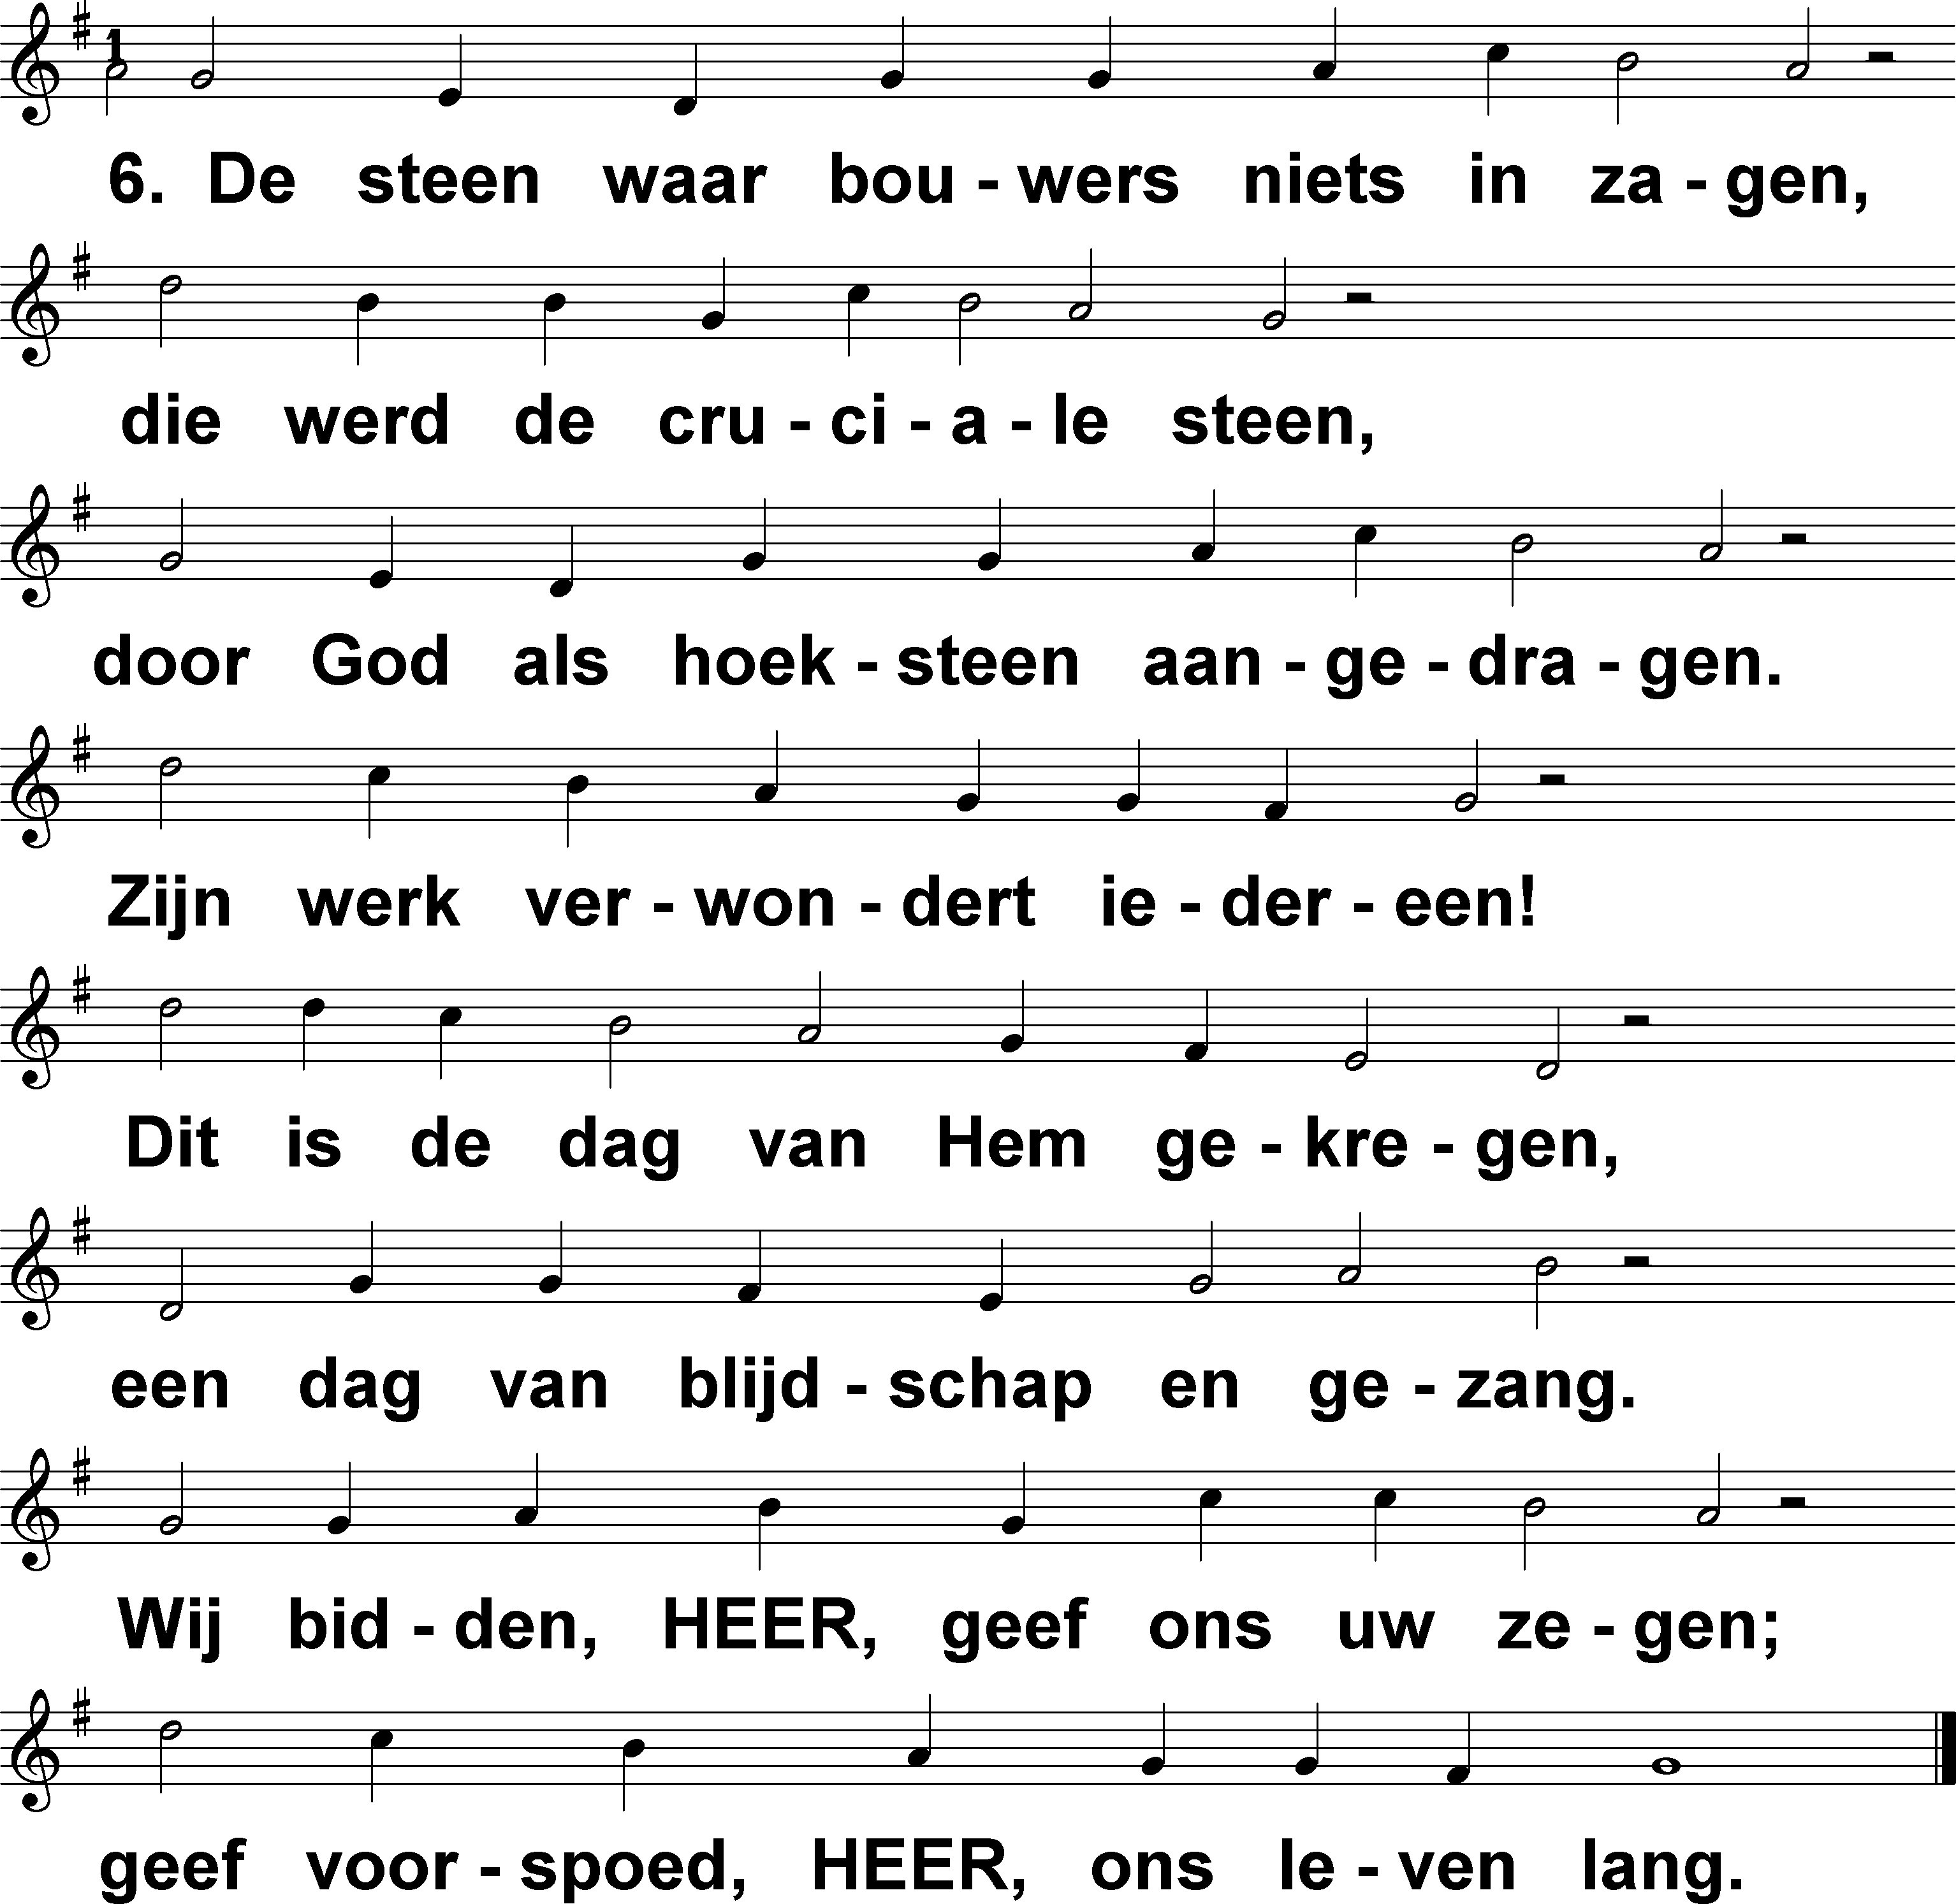 6. De steen waar bou - wers niets in za - gen,
die werd de cru - ci - a - le steen,
door God als hoek - steen aan - ge - dra - gen.
Zijn werk ver - won - dert ie - der - een!
Dit is de dag van Hem ge - kre - gen,
een dag van blijd - schap en ge - zang.
Wij bid - den, HEER, geef ons uw ze - gen;
geef voor - spoed, HEER, ons le - ven lang.